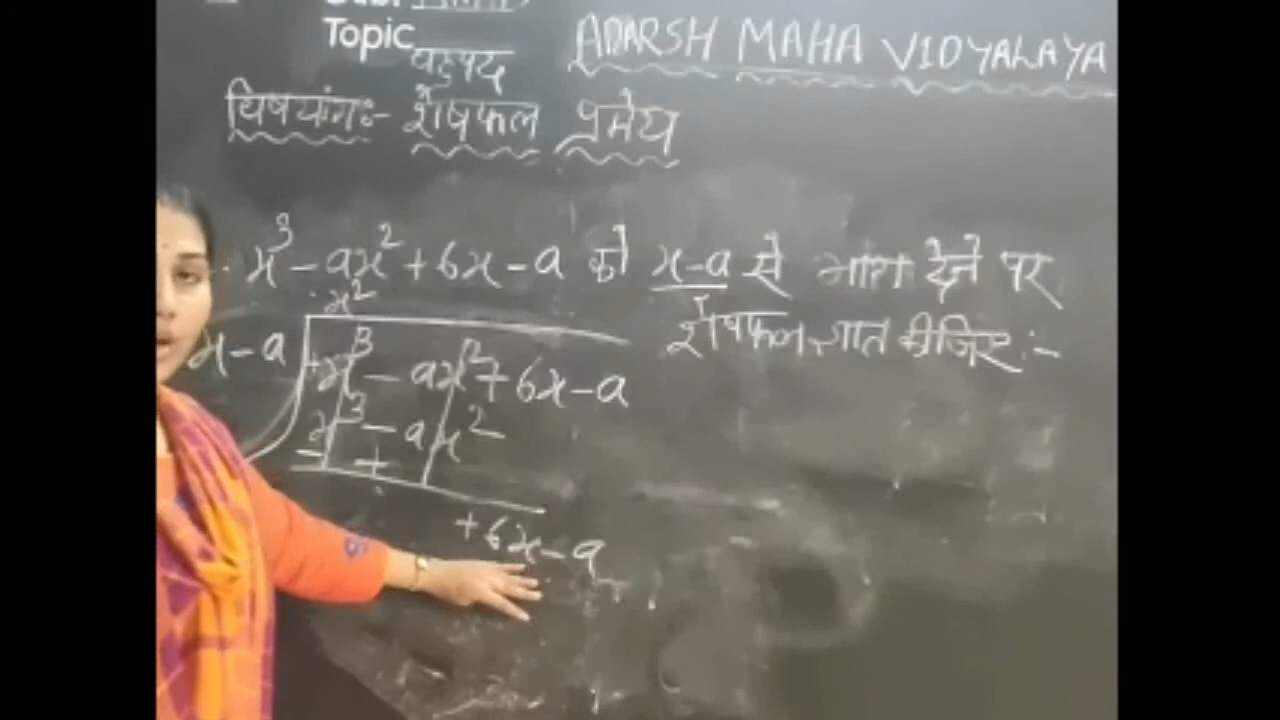 Topic बहुपद
ADARSH MAHA VIDYALAYA
विषयांगः- शेषफल प्रमेय
x³ - ax² + 6x - a को x-a से भाग देने पर
शेषफल ज्ञात कीजिए :-
x²
x - a
x³ - ax² + 6x - a
x³ - ax²
- +
+ 6x - a